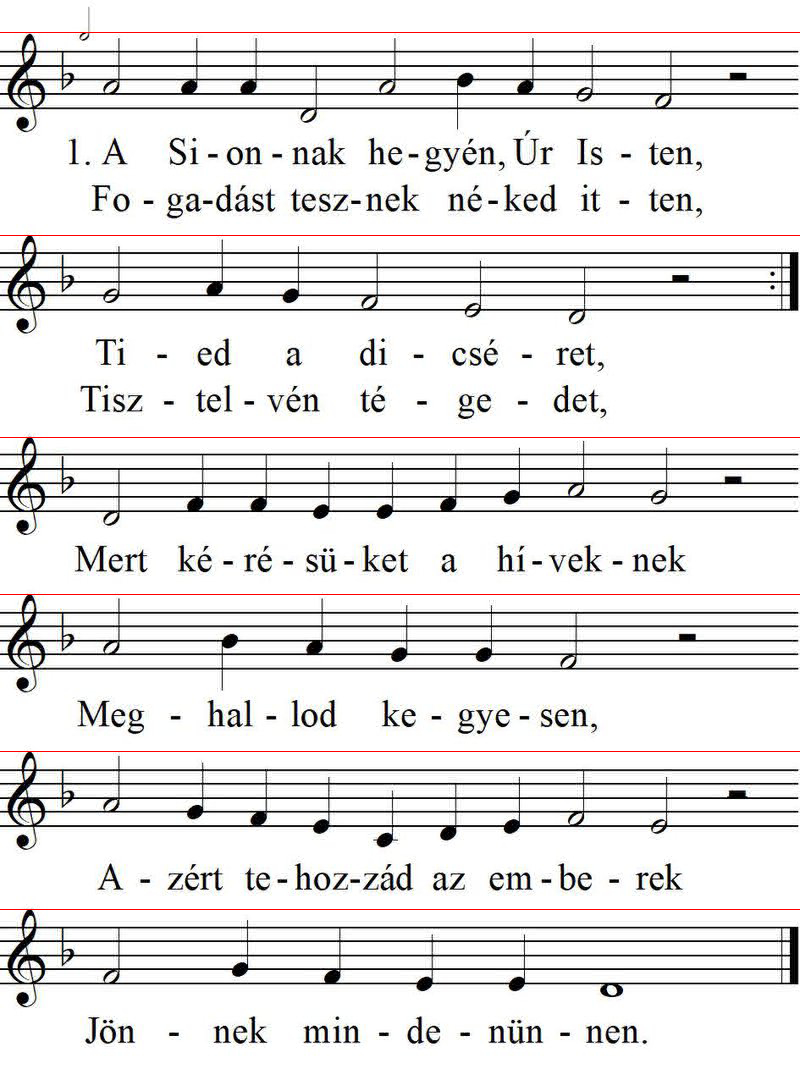 1. A Si - on - nak he - gyén, Úr Is - ten,
Fo - ga - dást tesz - nek né - ked it - ten,
Ti - ed a di - csé - ret,
Tisz - tel - vén té - ge - det,
Mert ké - ré - sü - ket a hí - vek - nek
Meg - hal - lod ke - gye - sen,
A - zért te - hoz - zád az em - be - rek
Jön - nek min - de - nün - nen.